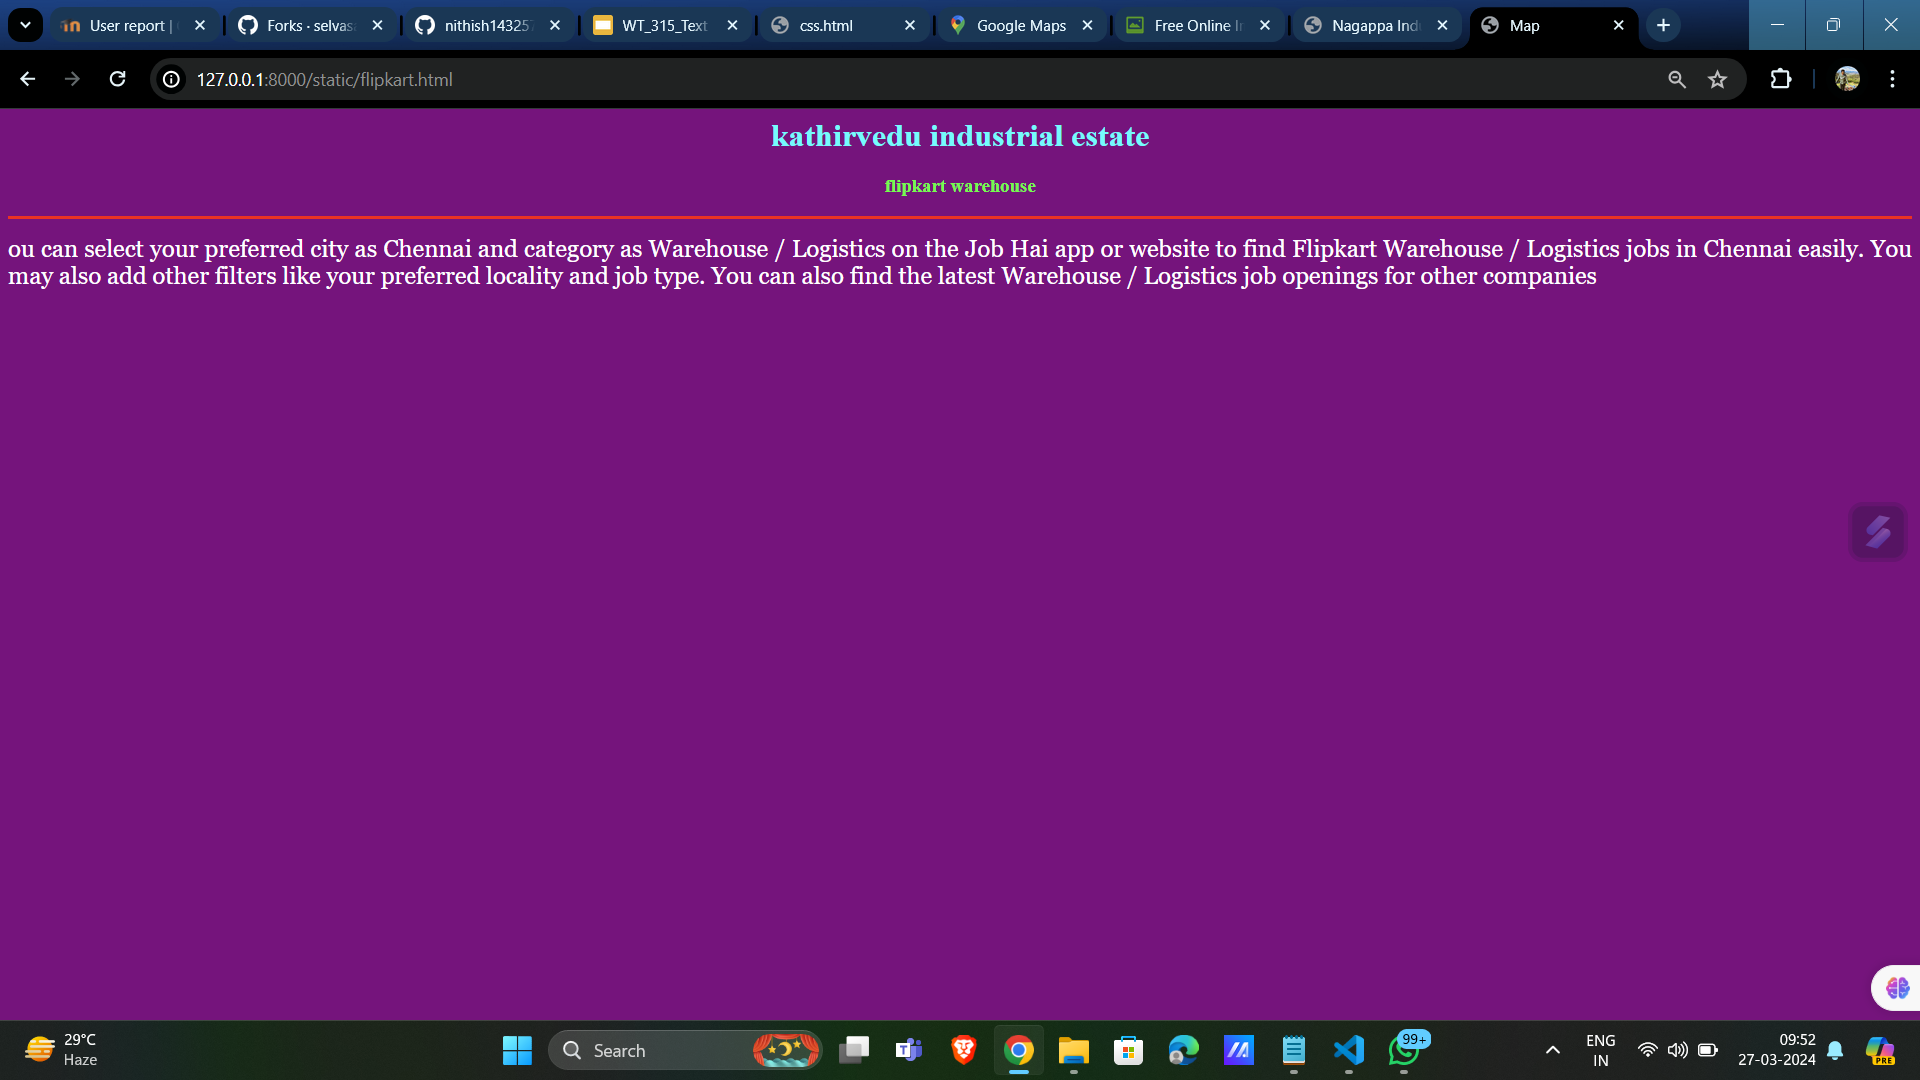 User report |
Forks · selvasa
nithish143257
WT_315_Text
css.html
Google Maps
Free Online I
Nagappa Ind
Map
127.0.0.1:8000/static/flipkart.html
kathirvedu industrial estate
flipkart warehouse
ou can select your preferred city as Chennai and category as Warehouse / Logistics on the Job Hai app or website to find Flipkart Warehouse / Logistics jobs in Chennai easily. You
may also add other filters like your preferred locality and job type. You can also find the latest Warehouse / Logistics job openings for other companies
29°C
Haze
Search
99+
ENG
IN
09:52
27-03-2024
PRE